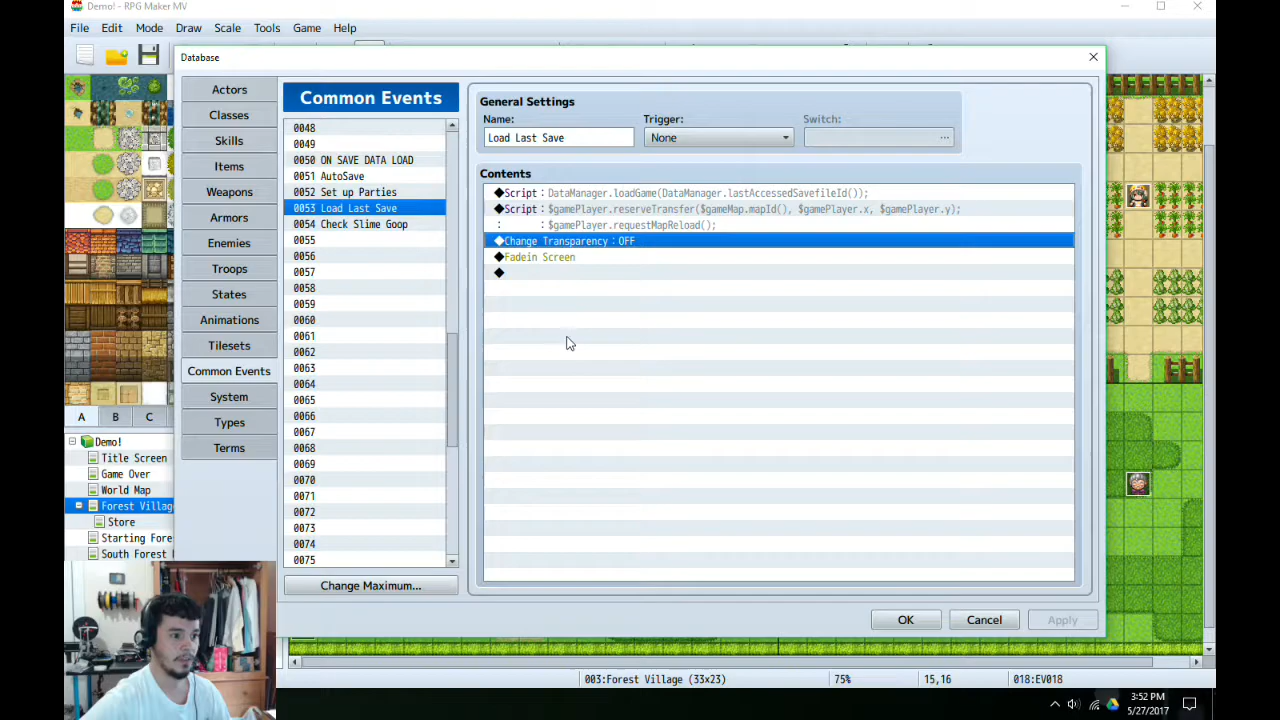 Demo! - RPG Maker MV
File Edit Mode Draw Scale Tools Game Help
Database
Actors
Classes
Skills
Items
Weapons
Armors
Enemies
Troops
States
Animations
Tilesets
Common Events
System
Types
Terms
Common Events
0048
0049
0050 ON SAVE DATA LOAD
0051 AutoSave
0052 Set up Parties
0053 Load Last Save
0054 Check Slime Goop
0055
0056
0057
0058
0059
0060
0061
0062
0063
0064
0065
0066
0067
0068
0069
0070
0071
0072
0073
0074
0075
Change Maximum...
General Settings
Name: Trigger: Switch:
Load Last Save None ...
Contents
◆Script：DataManager.loadGame(DataManager.lastAccessedSavefileId());
◆Script：$gamePlayer.reserveTransfer($gameMap.mapId(), $gamePlayer.x, $gamePlayer.y);
：　　　：$gamePlayer.requestMapReload();
◆Change Transparency：OFF
◆Fadein Screen
◆
OK Cancel Apply
A B C
Demo!
Title Screen
Game Over
World Map
Forest Villag
Store
Starting Fore
South Forest
003:Forest Village (33x23) 75% 15,16 018:EV018
3:52 PM
5/27/2017